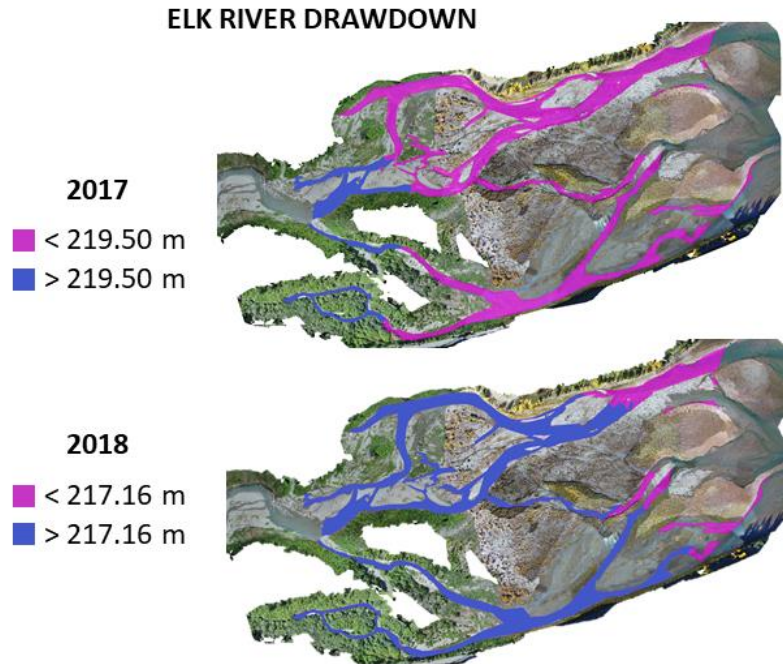 ELK RIVER DRAWDOWN
2017
< 219.50 m
> 219.50 m
2018
< 217.16 m
> 217.16 m